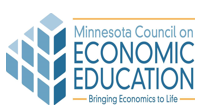 Minnesota Council on
ECONOMIC
EDUCATION
Bringing Economics to Life